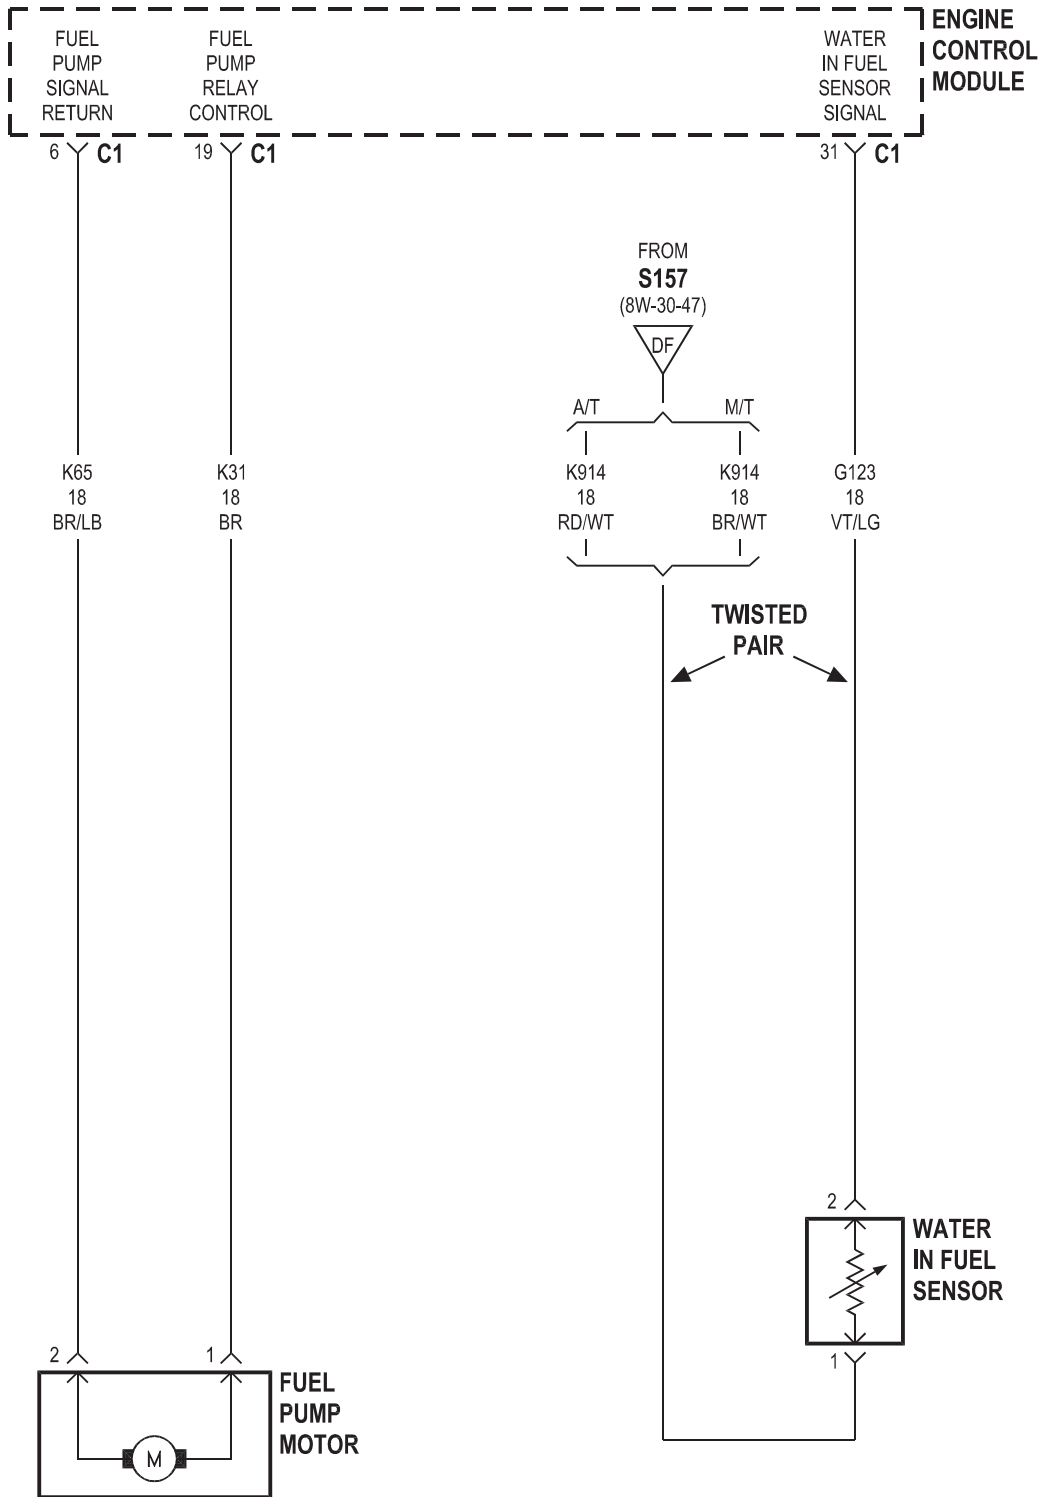 FUEL
PUMP
SIGNAL
RETURN
FUEL
PUMP
RELAY
CONTROL
WATER
IN FUEL
SENSOR
SIGNAL
ENGINE
CONTROL
MODULE
6 C1
19 C1
31 C1
FROM
S157
(8W-30-47)
DF
A/T
M/T
K65
18
BR/LB
K31
18
BR
K914
18
RD/WT
K914
18
BR/WT
G123
18
VT/LG
TWISTED
PAIR
2
WATER
IN FUEL
SENSOR
1
2
1
FUEL
PUMP
MOTOR
M